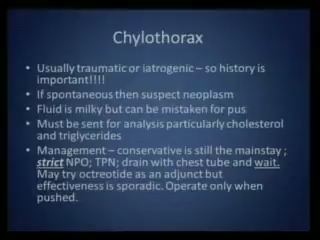 Chylothorax
• Usually traumatic or iatrogenic – so history is
important!!!!
• If spontaneous then suspect neoplasm
• Fluid is milky but can be mistaken for pus
• Must be sent for analysis particularly cholesterol
and triglycerides
• Management – conservative is still the mainstay ;
strict NPO; TPN; drain with chest tube and wait.
May try octreotide as an adjunct but
effectiveness is sporadic. Operate only when
pushed.